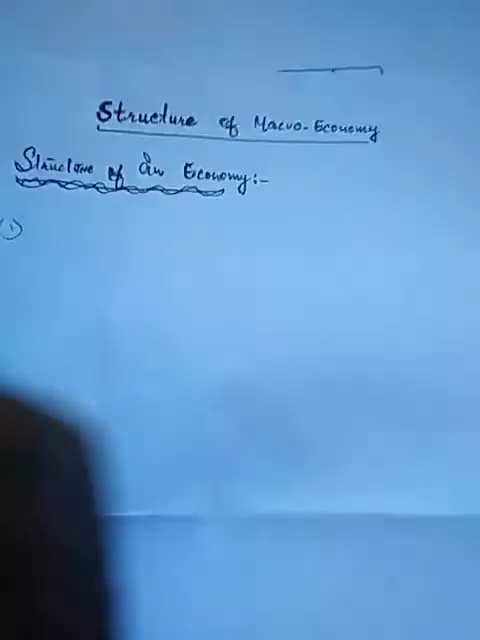 Structure of Macro-Economy
Structure of an Economy:-
(1)